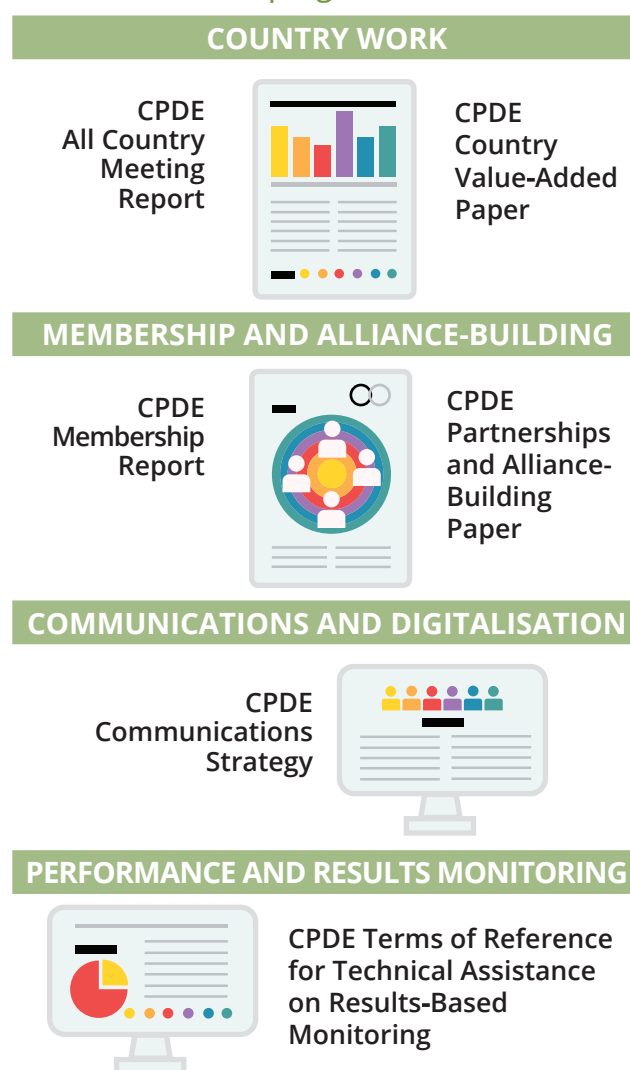 COUNTRY WORK
CPDE
All Country
Meeting
Report
CPDE
Country
Value-Added
Paper
MEMBERSHIP AND ALLIANCE-BUILDING
CPDE
Membership
Report
CPDE
Partnerships
and Alliance-
Building
Paper
COMMUNICATIONS AND DIGITALISATION
CPDE
Communications
Strategy
PERFORMANCE AND RESULTS MONITORING
CPDE Terms of Reference
for Technical Assistance
on Results-Based
Monitoring